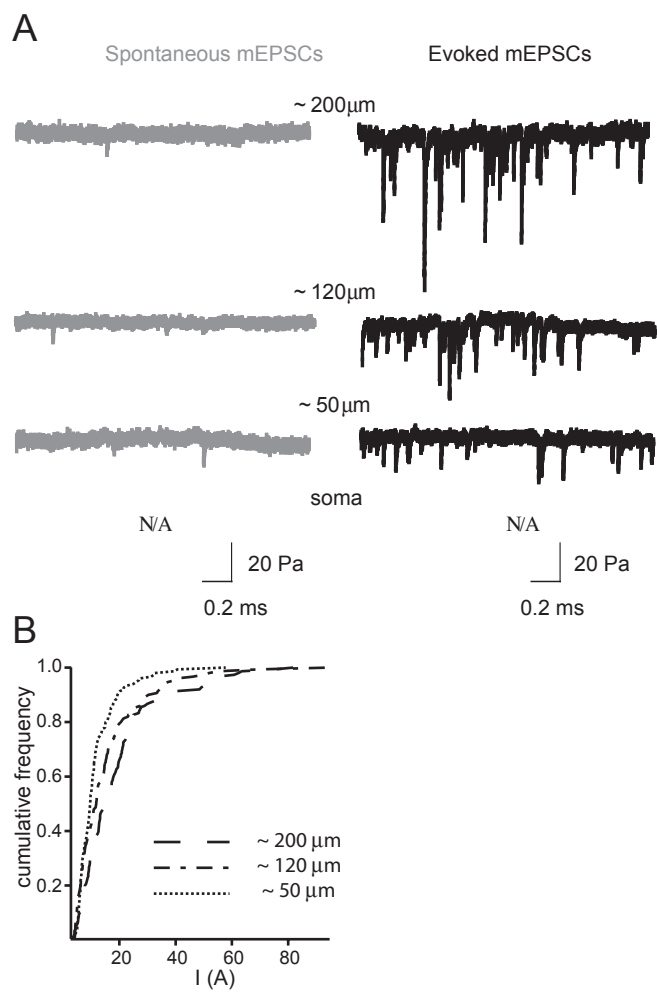 A
Spontaneous mEPSCs Evoked mEPSCs
~ 200µm
~ 120µm
~ 50µm
soma
N/A N/A
20 Pa 20 Pa
0.2 ms 0.2 ms
B
1.0
0.8
0.6
0.4
0.2
cumulative frequency
~ 200 µm
~ 120 µm
~ 50 µm
20 40 60 80
I (A)